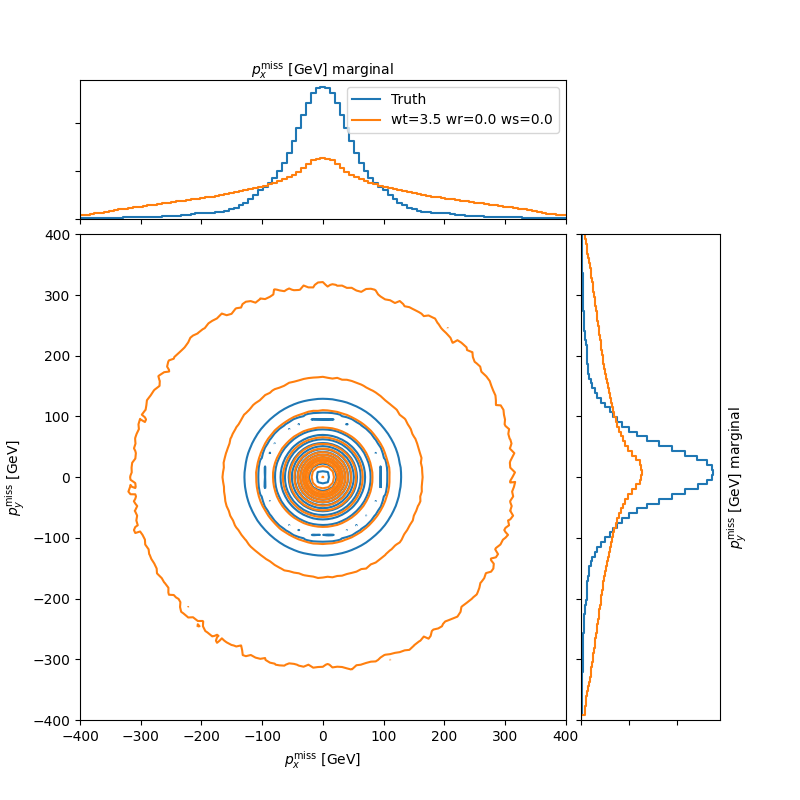 p_x^miss [GeV] marginal
Truth
wt=3.5 wr=0.0 ws=0.0
400
300
200
100
0
−100
−200
−300
−400
p_y^miss [GeV]
p_y^miss [GeV] marginal
−400 −300 −200 −100 0 100 200 300 400
p_x^miss [GeV]